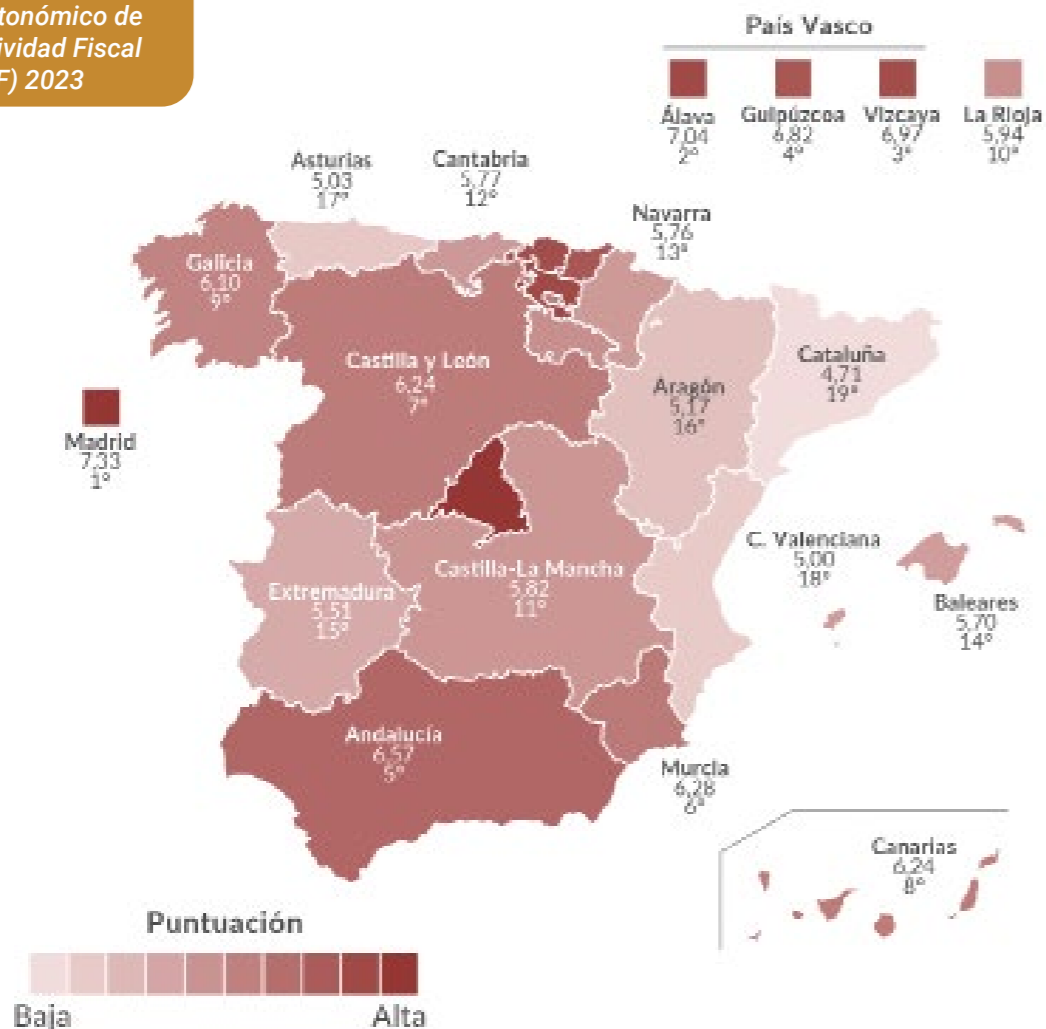 tonómico de
ividad Fiscal
F) 2023
País Vasco
Álava
7,04
2º
Guipúzcoa
6,82
4º
Vizcaya
6,97
3º
La Rioja
5,94
10º
Asturias
5,03
17º
Cantabria
5,77
12º
Navarra
5,76
13º
Galicia
6,10
9º
Castilla y León
6,24
7º
Aragón
5,17
16º
Cataluña
4,71
19º
Madrid
7,33
1º
C. Valenciana
5,00
18º
Baleares
5,70
14º
Castilla-La Mancha
5,82
11º
Extremadura
5,51
15º
Andalucía
6,57
5º
Murcia
6,28
6º
Canarias
6,24
8º
Puntuación
Baja
Alta